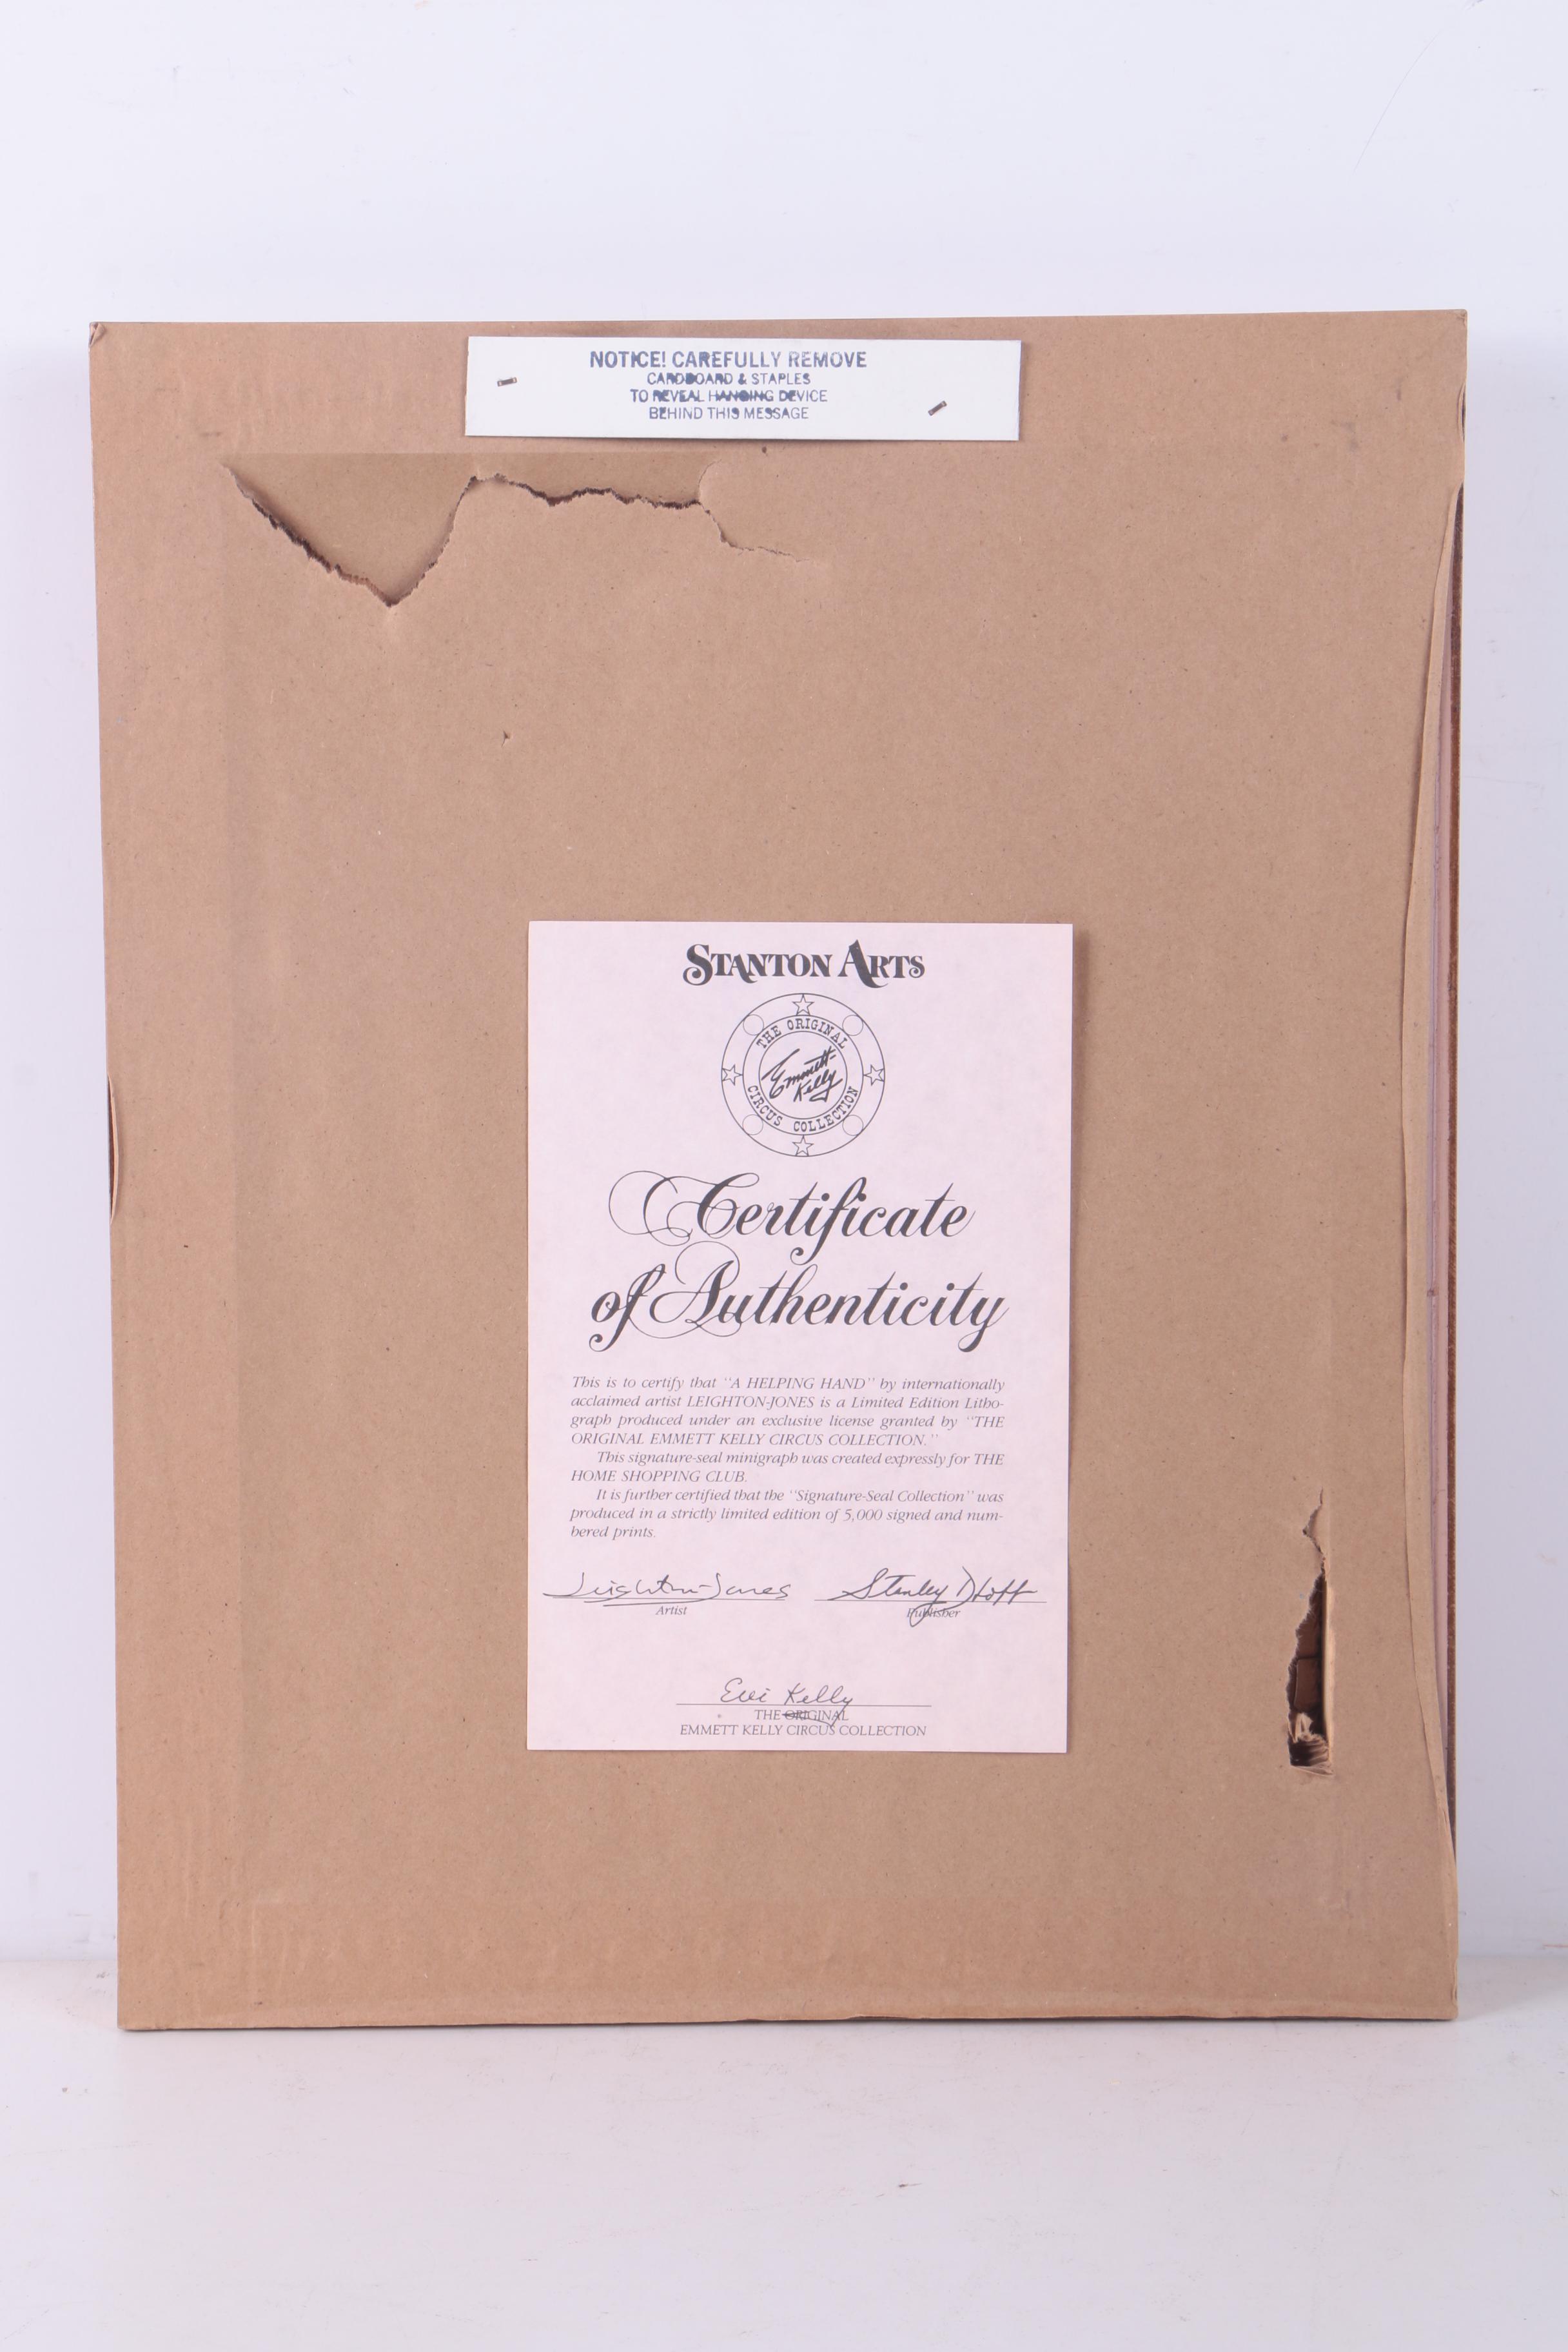 NOTICE! CAREFULLY REMOVE
CARDBOARD & STAPLES
TO REVEAL HANGING DEVICE
BEHIND THIS MESSAGE
STANTON ARTS
THE ORIGINAL
Emmett
Kelly
CIRCUS COLLECTION
Certificate
of Authenticity
This is to certify that "A HELPING HAND" by internationally
acclaimed artist LEIGHTON-JONES is a Limited Edition Litho-
graph produced under an exclusive license granted by "THE
ORIGINAL EMMETT KELLY CIRCUS COLLECTION."
This signature-seal minigraph was created expressly for THE
HOME SHOPPING CLUB.
It is further certified that the "Signature-Seal Collection" was
produced in a strictly limited edition of 5,000 signed and num-
bered prints.
Leighton-Jones Stanley
Artist Publisher
Evi Kelly
THE ORIGINAL
EMMETT KELLY CIRCUS COLLECTION